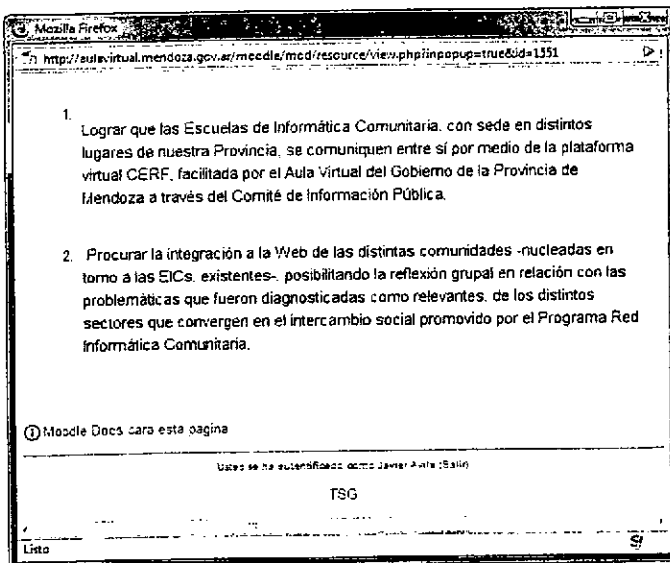 Mozilla Firefox
http://aulavirtual.mendoza.gov.ar/moodle/mod/resource/view.php?inpopup=true&id=1551
1.
Lograr que las Escuelas de Informática Comunitaria, con sede en distintos
lugares de nuestra Provincia, se comuniquen entre sí por medio de la plataforma
virtual CERF, facilitada por el Aula Virtual del Gobierno de la Provincia de
Mendoza a través del Comité de Información Pública.
2. Procurar la integración a la Web de las distintas comunidades -nucleadas en
torno a las EICs. existentes-, posibilitando la reflexión grupal en relación con las
problemáticas que fueron diagnosticadas como relevantes, de los distintos
sectores que convergen en el intercambio social promovido por el Programa Red
Informática Comunitaria.
Moodle Docs para esta página
Usted se ha autentificado como Javier (Salir)
TSG
Listo